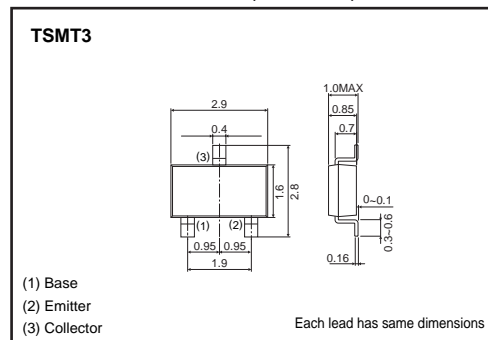 TSMT3
1.0MAX
2.9
0.85
0.4
0.7
(3)
1.6
2.8
0~0.1
(1)
(2)
0.3~0.6
0.95
0.95
0.16
1.9
(1) Base
(2) Emitter
(3) Collector
Each lead has same dimensions